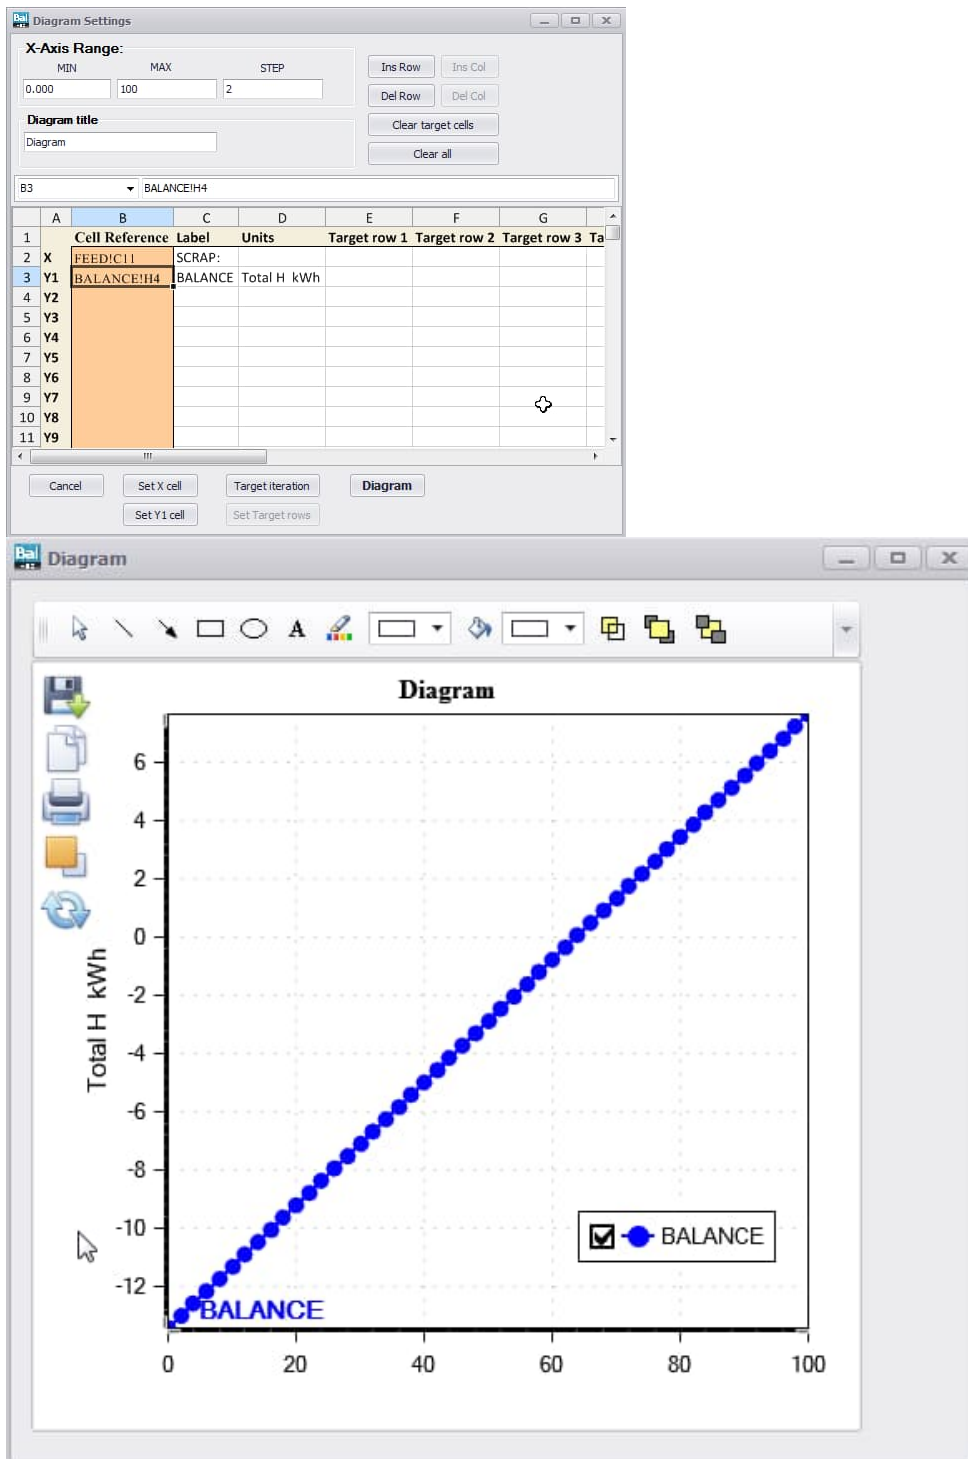 Bal Diagram Settings
X-Axis Range:
MIN MAX STEP
0.000 100 2
Ins Row Ins Col
Del Row Del Col
Diagram title
Diagram
Clear target cells
Clear all
B3 BALANCE!H4
A B C D E F G
1 Cell Reference Label Units Target row 1 Target row 2 Target row 3 Ta
2 X FEED!C11 SCRAP:
3 Y1 BALANCE!H4 BALANCE Total H kWh
4 Y2
5 Y3
6 Y4
7 Y5
8 Y6
9 Y7
10 Y8
11 Y9
Cancel Set X cell Target iteration Diagram
Set Y1 cell Set Target rows
Bal Diagram
A
Diagram
6
4
2
0
-2
-4
-6
-8
-10
-12
Total H kWh
BALANCE
BALANCE
0 20 40 60 80 100